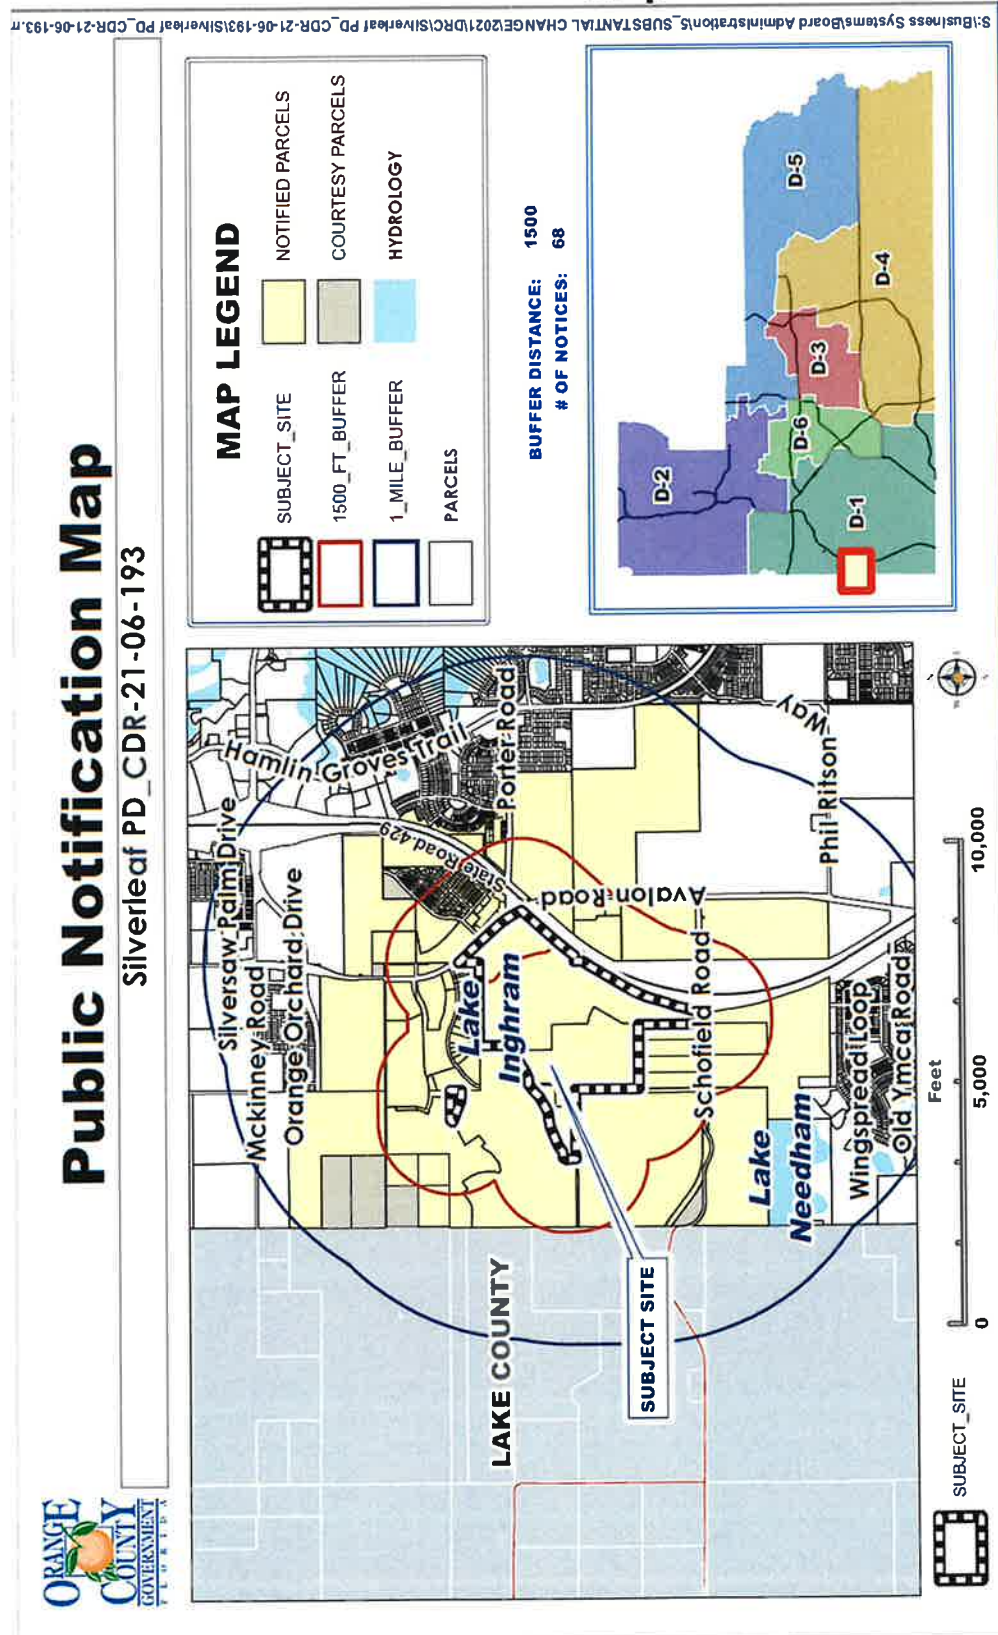 Public Notification Map
Silverleaf PD_CDR-21-06-193
ORANGE
COUNTY
GOVERNMENT
FLORIDA
Silversaw Palm Drive
Mckinney Road
Orange Orchard Drive
Hamlin Groves Trail
State Road 429
Porter Road
Lake
Inghram
Avalon Road
Schofield Road
Phil Ritson Way
Lake
Needham
Wingspread Loop
Old Ymca Road
LAKE COUNTY
SUBJECT SITE
SUBJECT_SITE
Feet
0
5,000
10,000
MAP LEGEND
SUBJECT_SITE
NOTIFIED PARCELS
1500_FT_BUFFER
COURTESY PARCELS
1_MILE_BUFFER
HYDROLOGY
PARCELS
BUFFER DISTANCE: 1500
# OF NOTICES: 68
D-2
D-5
D-6
D-3
D-4
D-1
S:\Business Systems\Board Administration\5_SUBSTANTIAL CHANGE\2021\DRC\Silverleaf PD_CDR-21-06-193\Silverleaf PD_CDR-21-06-193.m